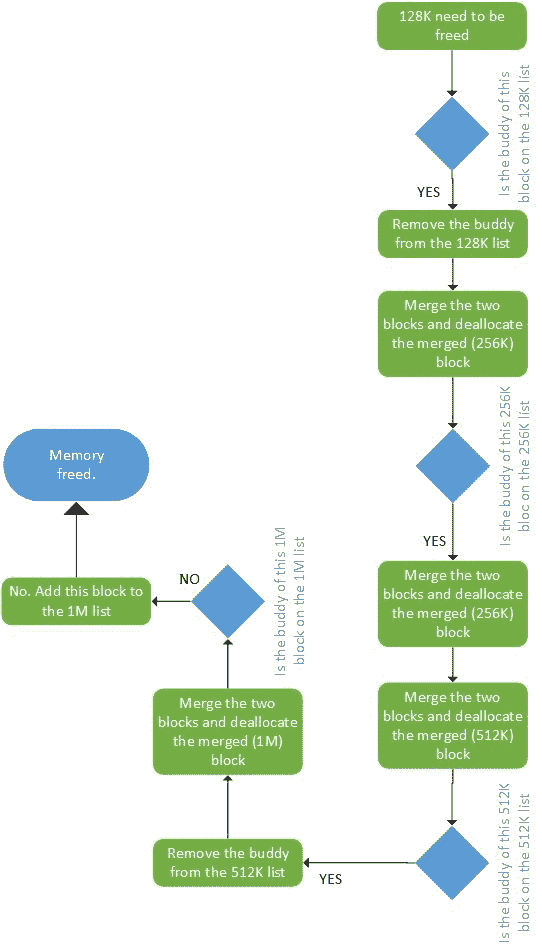 128K need to be
freed
Is the buddy of this
block on the 128K list
YES
Remove the buddy
from the 128K list
Merge the two
blocks and deallocate
the merged (256K)
block
Is the buddy of this 256K
bloc on the 256K list
YES
Merge the two
blocks and deallocate
the merged (256K)
block
Merge the two
blocks and deallocate
the merged (512K)
block
Is the buddy of this 512K
block on the 512K list
YES
Remove the buddy
from the 512K list
Merge the two
blocks and deallocate
the merged (1M)
block
Is the buddy of this 1M
block on the 1M list
NO
No. Add this block to
the 1M list
Memory
freed.